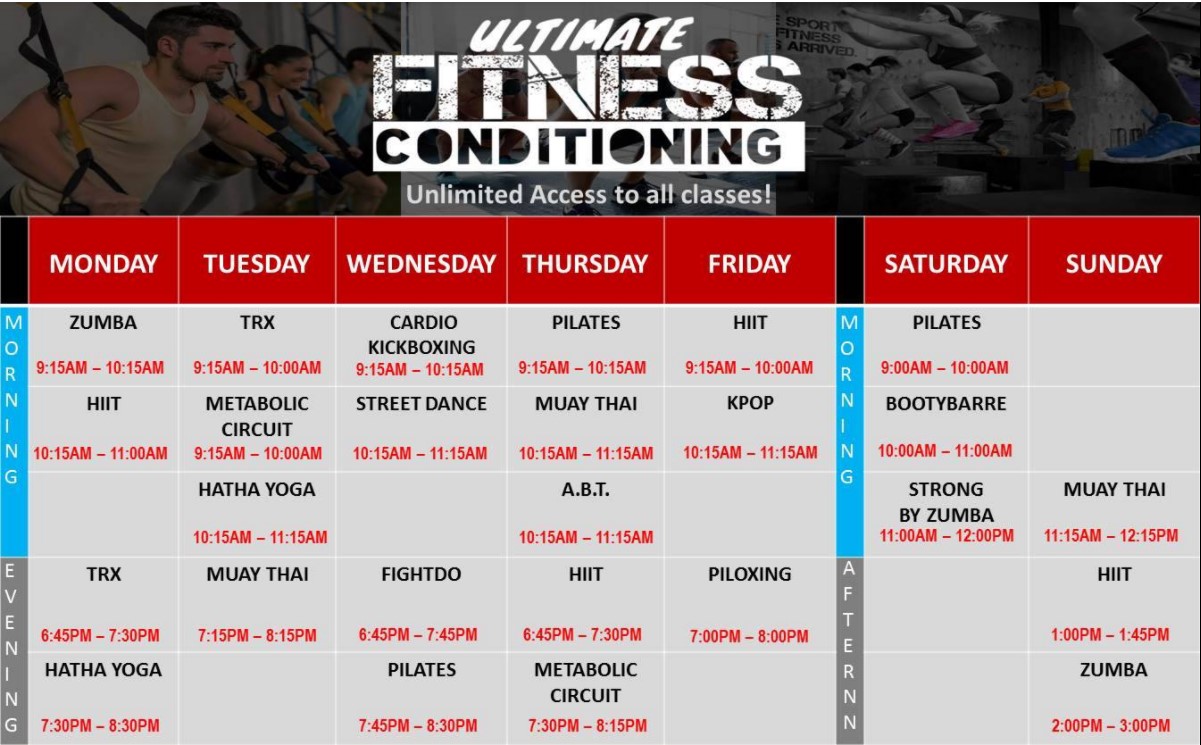 ULTIMATE
FITNESS
CONDITIONING
Unlimited Access to all classes!
E SPORT
FITNESS
S ARRIVED.
MONDAY TUESDAY WEDNESDAY THURSDAY FRIDAY SATURDAY SUNDAY
MORNING
ZUMBA
9:15AM – 10:15AM
TRX
9:15AM – 10:00AM
CARDIO
KICKBOXING
9:15AM – 10:15AM
PILATES
9:15AM – 10:15AM
HIIT
9:15AM – 10:00AM
MORNING
PILATES
9:00AM – 10:00AM
HIIT
10:15AM – 11:00AM
METABOLIC
CIRCUIT
9:15AM – 10:00AM
STREET DANCE
10:15AM – 11:15AM
MUAY THAI
10:15AM – 11:15AM
KPOP
10:15AM – 11:15AM
BOOTYBARRE
10:00AM – 11:00AM
HATHA YOGA
10:15AM – 11:15AM
A.B.T.
10:15AM – 11:15AM
STRONG
BY ZUMBA
11:00AM – 12:00PM
MUAY THAI
11:15AM – 12:15PM
EVENING
TRX
6:45PM – 7:30PM
MUAY THAI
7:15PM – 8:15PM
FIGHTDO
6:45PM – 7:45PM
HIIT
6:45PM – 7:30PM
PILOXING
7:00PM – 8:00PM
AFTERNN
HIIT
1:00PM – 1:45PM
HATHA YOGA
7:30PM – 8:30PM
PILATES
7:45PM – 8:30PM
METABOLIC
CIRCUIT
7:30PM – 8:15PM
ZUMBA
2:00PM – 3:00PM